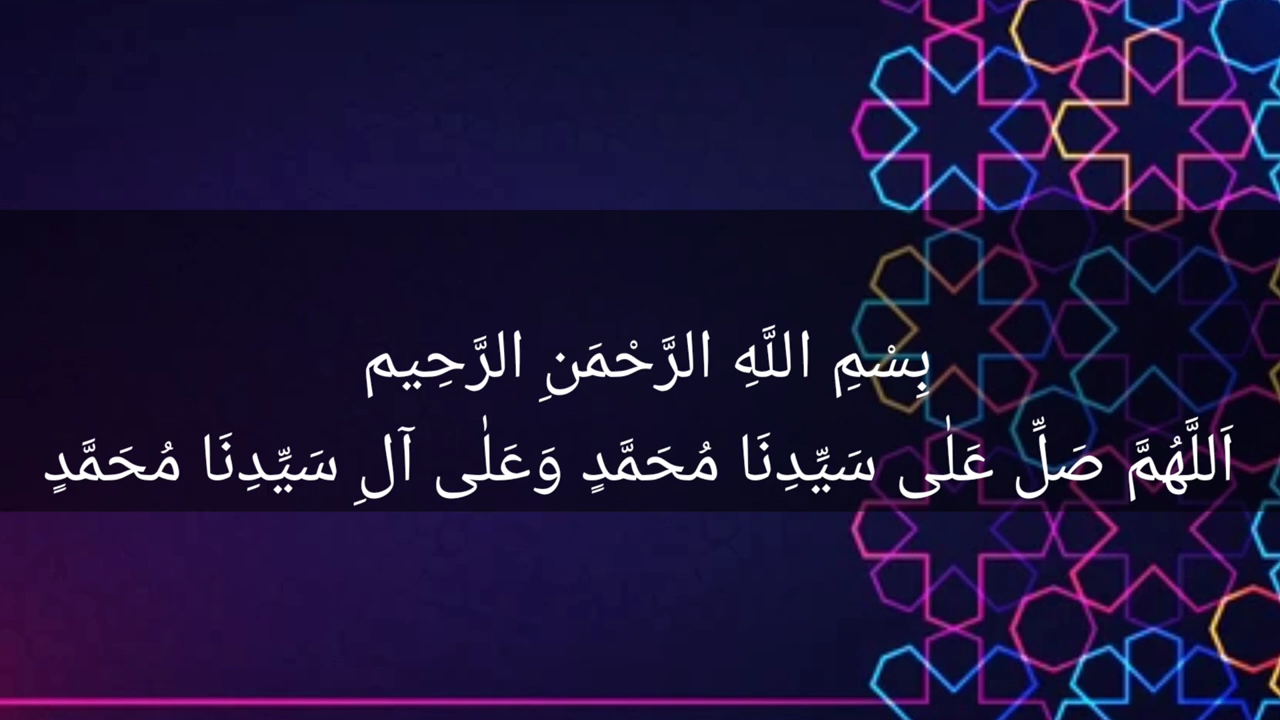 بِسْمِ اللَّهِ الرَّحْمَنِ الرَّحِيم
اَللَّهُمَّ صَلِّ عَلٰى سَيِّدِنَا مُحَمَّدٍ وَعَلٰى آلِ سَيِّدِنَا مُحَمَّدٍ